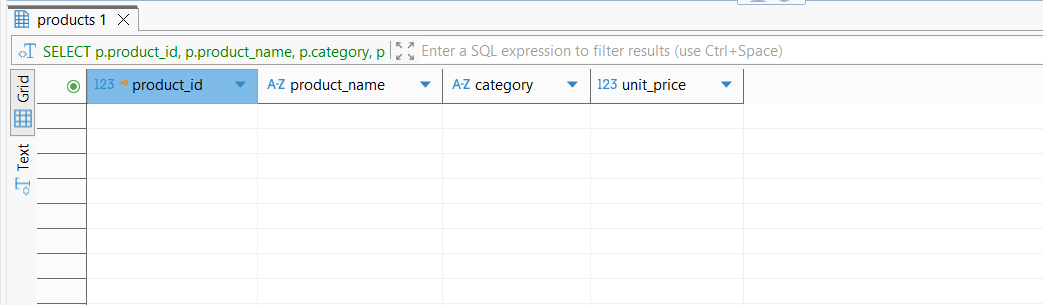 products 1
SELECT p.product_id, p.product_name, p.category, p
Enter a SQL expression to filter results (use Ctrl+Space)
Grid
Text
123 product_id
A-Z product_name
A-Z category
123 unit_price